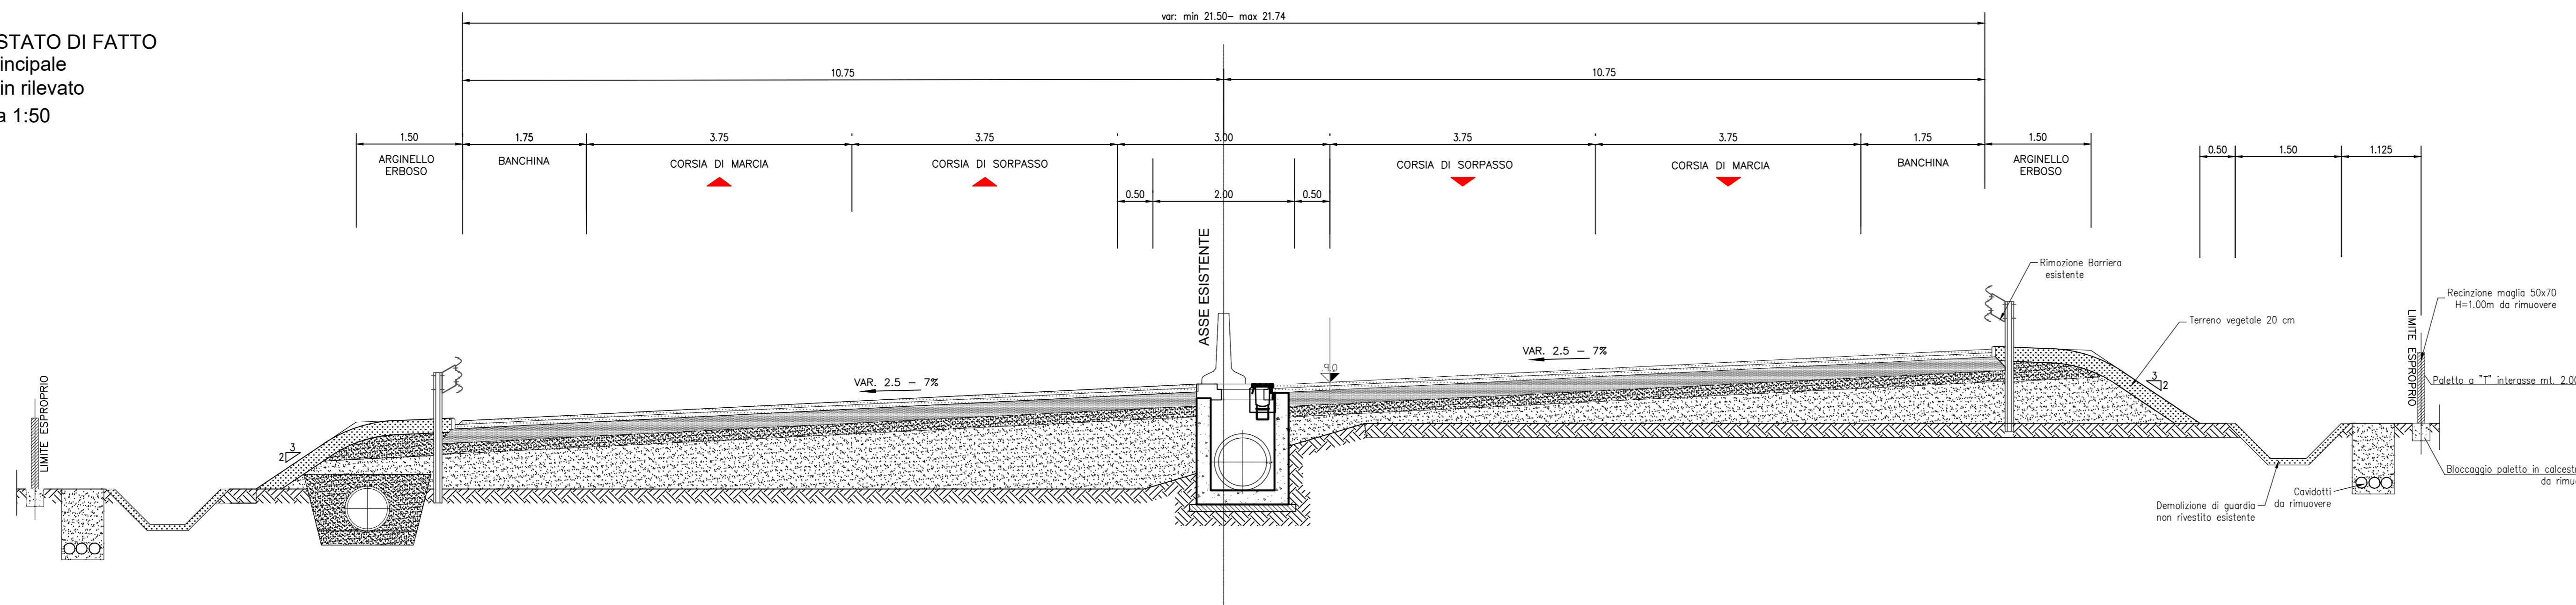 STATO DI FATTO
incipale
in rilevato
a 1:50
var: min 21.50- max 21.74
10.75
10.75
1.50
1.75
3.75
3.75
3.00
3.75
3.75
1.75
1.50
0.50
1.50
1.125
ARGINELLO
ERBOSO
BANCHINA
CORSIA DI MARCIA
CORSIA DI SORPASSO
CORSIA DI SORPASSO
CORSIA DI MARCIA
BANCHINA
ARGINELLO
ERBOSO
0.50
2.00
0.50
ASSE ESISTENTE
Rimozione Barriera
esistente
Recinzione maglia 50x70
H=1.00m da rimuovere
Terreno vegetale 20 cm
LIMITE ESPROPRIO
VAR. 2.5 - 7%
VAR. 2.5 - 7%
9.0
3
2
Paletto a "T" interasse mt. 2.00
LIMITE ESPROPRIO
3
2
Bloccaggio paletto in calcest
da rimu
Cavidotti
da rimuovere
Demolizione di guardia
non rivestito esistente